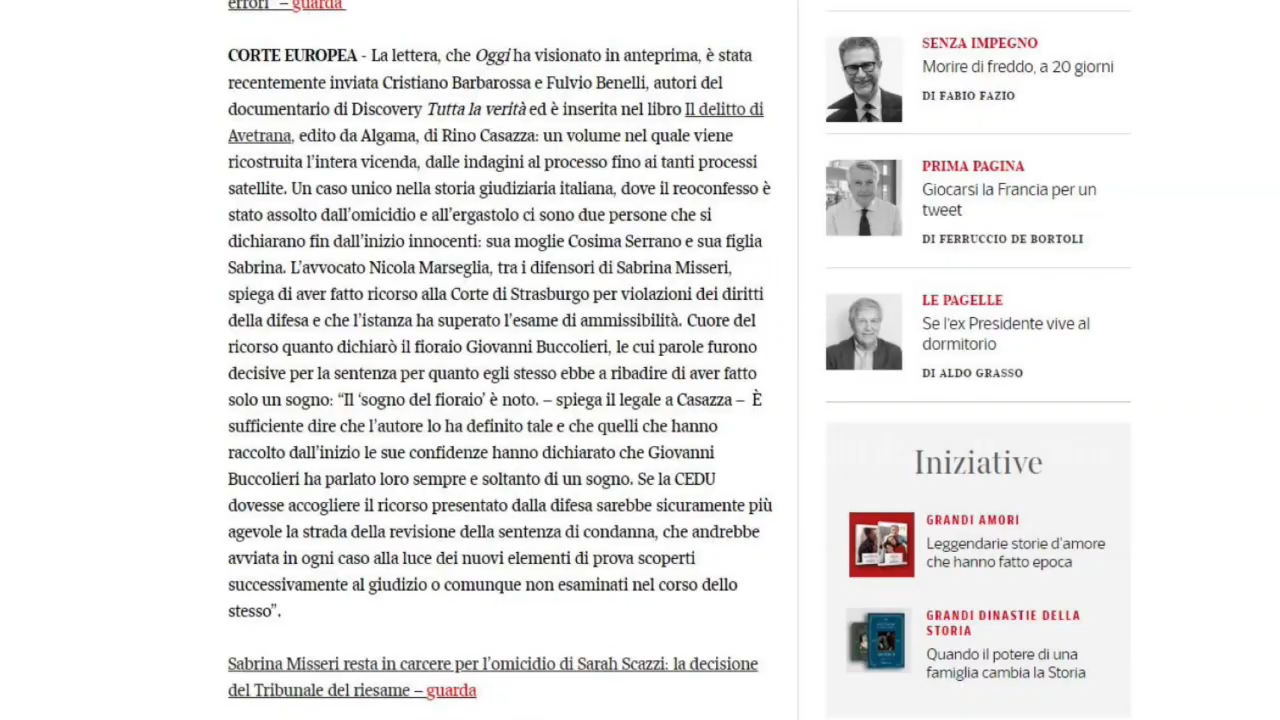 errori" – guarda
CORTE EUROPEA - La lettera, che Oggi ha visionato in anteprima, è stata
recentemente inviata Cristiano Barbarossa e Fulvio Benelli, autori del
documentario di Discovery Tutta la verità ed è inserita nel libro Il delitto di
Avetrana, edito da Algama, di Rino Casazza: un volume nel quale viene
ricostruita l'intera vicenda, dalle indagini al processo fino ai tanti processi
satellite. Un caso unico nella storia giudiziaria italiana, dove il reoconfesso è
stato assolto dall'omicidio e all'ergastolo ci sono due persone che si
dichiarano fin dall'inizio innocenti: sua moglie Cosima Serrano e sua figlia
Sabrina. L'avvocato Nicola Marseglia, tra i difensori di Sabrina Misseri,
spiega di aver fatto ricorso alla Corte di Strasburgo per violazioni dei diritti
della difesa e che l'istanza ha superato l'esame di ammissibilità. Cuore del
ricorso quanto dichiarò il fioraio Giovanni Buccolieri, le cui parole furono
decisive per la sentenza per quanto egli stesso ebbe a ribadire di aver fatto
solo un sogno: “Il ‘sogno del fioraio’ è noto. – spiega il legale a Casazza – È
sufficiente dire che l'autore lo ha definito tale e che quelli che hanno
raccolto dall'inizio le sue confidenze hanno dichiarato che Giovanni
Buccolieri ha parlato loro sempre e soltanto di un sogno. Se la CEDU
dovesse accogliere il ricorso presentato dalla difesa sarebbe sicuramente più
agevole la strada della revisione della sentenza di condanna, che andrebbe
avviata in ogni caso alla luce dei nuovi elementi di prova scoperti
successivamente al giudizio o comunque non esaminati nel corso dello
stesso”.
Sabrina Misseri resta in carcere per l'omicidio di Sarah Scazzi: la decisione
del Tribunale del riesame – guarda
SENZA IMPEGNO
Morire di freddo, a 20 giorni
DI FABIO FAZIO
PRIMA PAGINA
Giocarsi la Francia per un
tweet
DI FERRUCCIO DE BORTOLI
LE PAGELLE
Se l'ex Presidente vive al
dormitorio
DI ALDO GRASSO
Iniziative
GRANDI AMORI
Leggendarie storie d'amore
che hanno fatto epoca
GRANDI DINASTIE DELLA
STORIA
Quando il potere di una
famiglia cambia la Storia